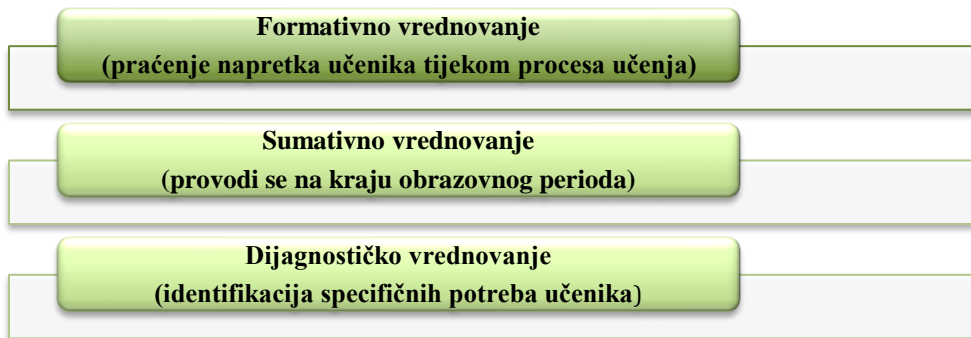 Formativno vrednovanje
(praćenje napretka učenika tijekom procesa učenja)
Sumativno vrednovanje
(provodi se na kraju obrazovnog perioda)
Dijagnostičko vrednovanje
(identifikacija specifičnih potreba učenika)